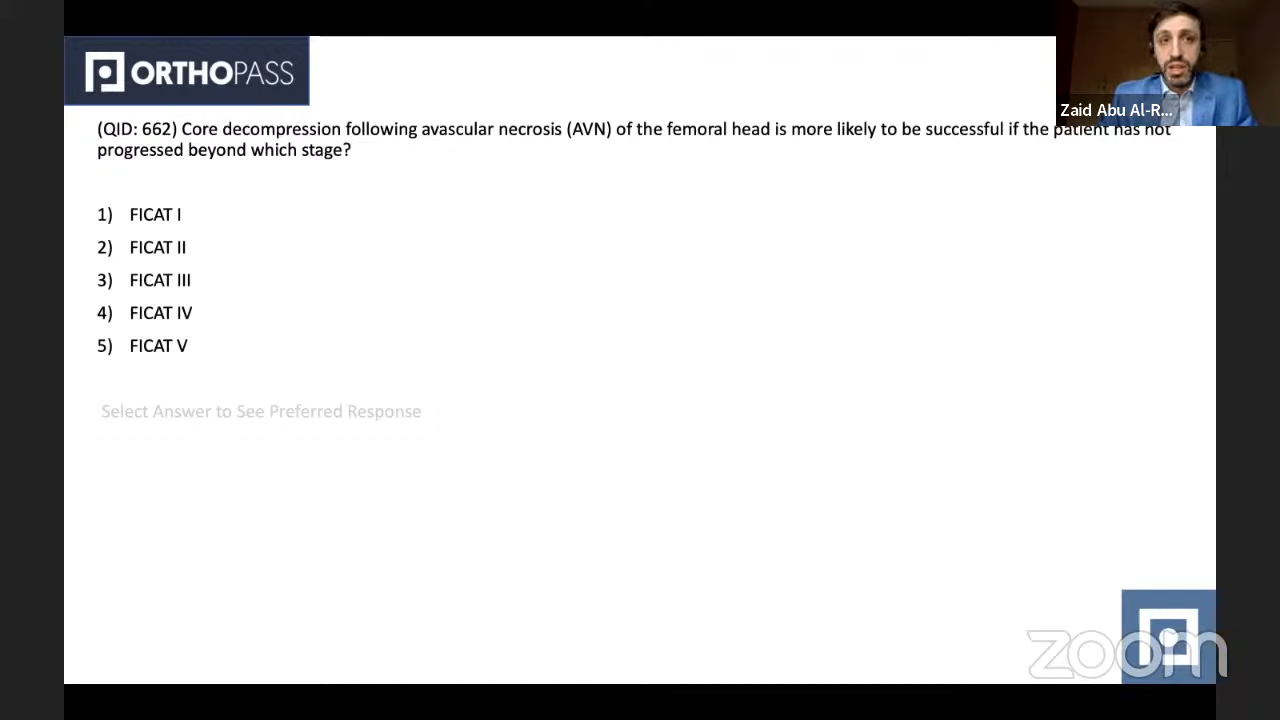 ORTHOPASS
Zaid Abu Al-R...
(QID: 662) Core decompression following avascular necrosis (AVN) of the femoral head is more likely to be successful if the patient has not
progressed beyond which stage?
1) FICAT I
2) FICAT II
3) FICAT III
4) FICAT IV
5) FICAT V
Select Answer to See Preferred Response
zoom